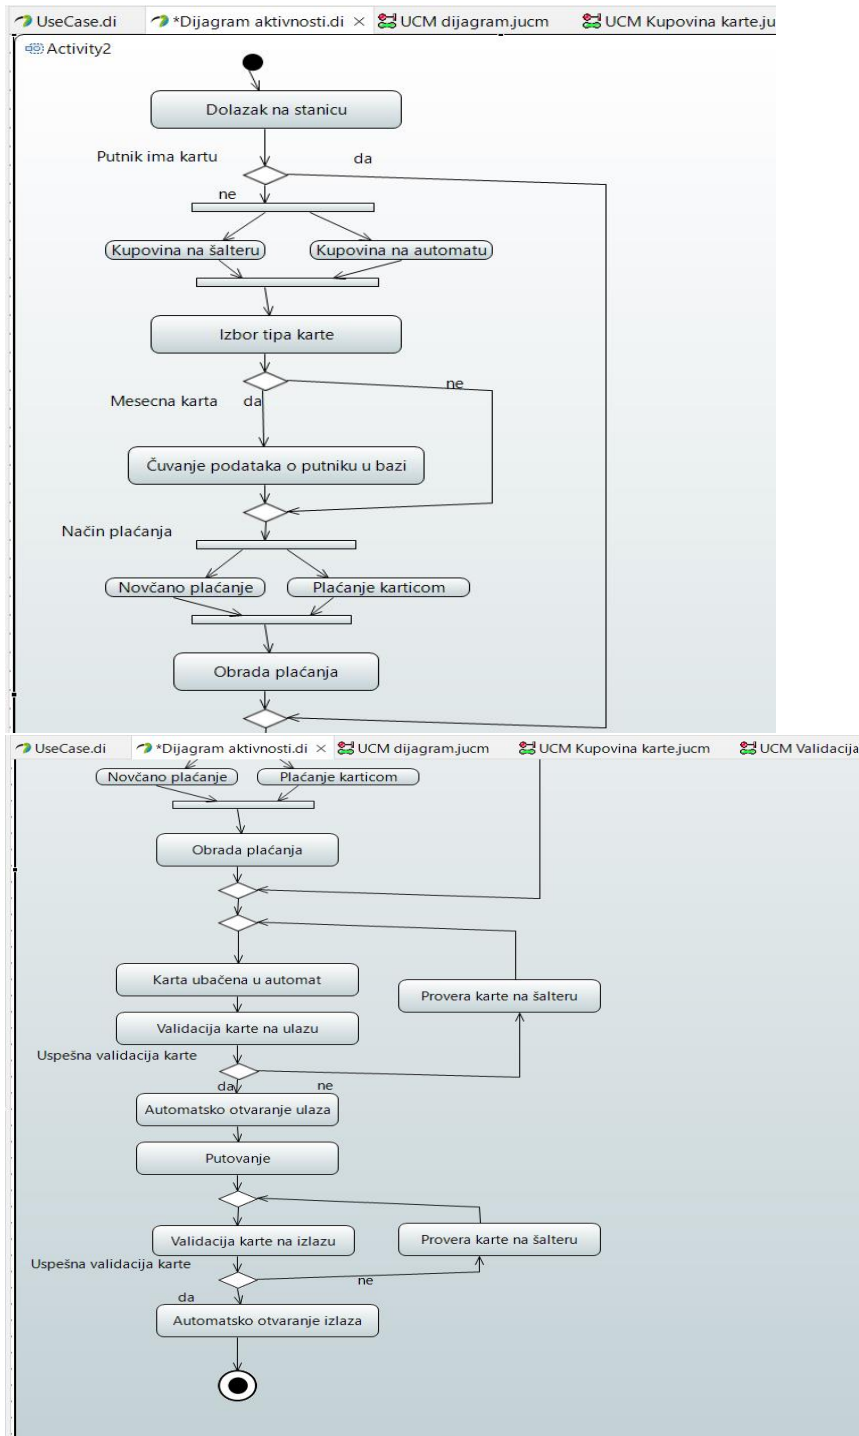 UseCase.di *Dijagram aktivnosti.di × UCM dijagram.jucm UCM Kupovina karte.ju
Activity2
Dolazak na stanicu
Putnik ima kartu
da
ne
Kupovina na šalteru Kupovina na automatu
Izbor tipa karte
ne
Mesecna karta da
Čuvanje podataka o putniku u bazi
Način plaćanja
Novčano plaćanje Plaćanje karticom
Obrada plaćanja
UseCase.di *Dijagram aktivnosti.di × UCM dijagram.jucm UCM Kupovina karte.jucm UCM Validacija
Novčano plaćanje Plaćanje karticom
Obrada plaćanja
Karta ubačena u automat
Provera karte na šalteru
Validacija karte na ulazu
Uspešna validacija karte
da ne
Automatsko otvaranje ulaza
Putovanje
Validacija karte na izlazu Provera karte na šalteru
Uspešna validacija karte
ne
da
Automatsko otvaranje izlaza